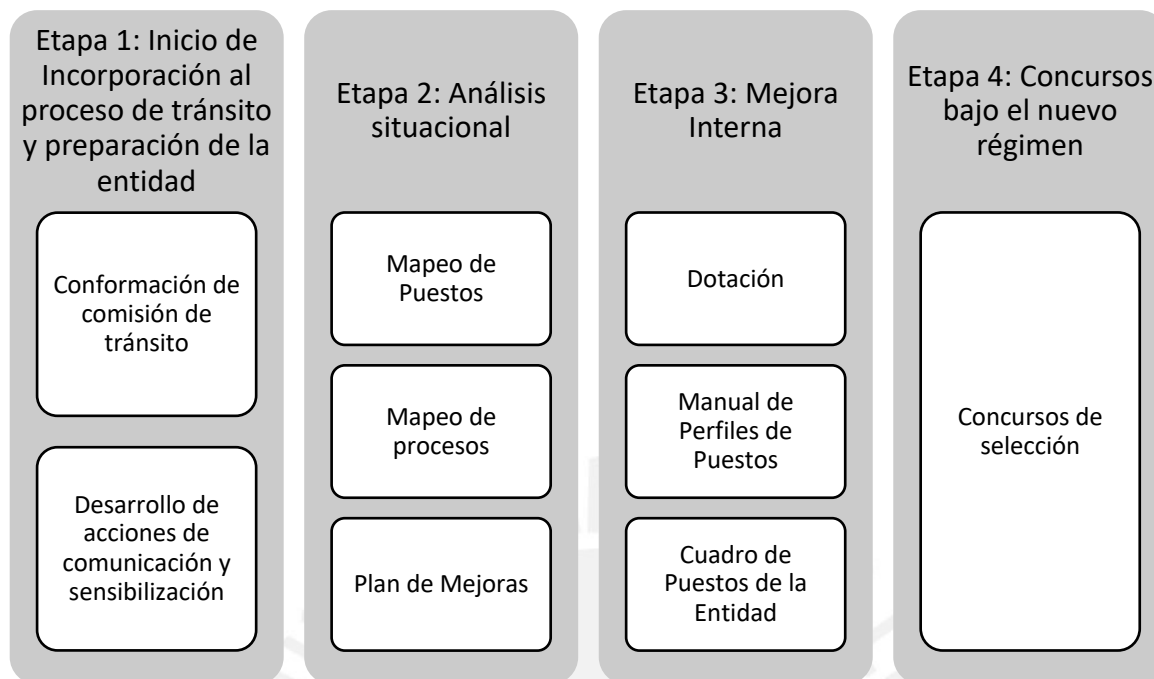 Etapa 1: Inicio de
Incorporación al
proceso de tránsito
y preparación de la
entidad
Conformación de
comisión de
tránsito
Desarrollo de
acciones de
comunicación y
sensibilización
Etapa 2: Análisis
situacional
Mapeo de
Puestos
Mapeo de
procesos
Plan de Mejoras
Etapa 3: Mejora
Interna
Dotación
Manual de
Perfiles de
Puestos
Cuadro de
Puestos de la
Entidad
Etapa 4: Concursos
bajo el nuevo
régimen
Concursos de
selección